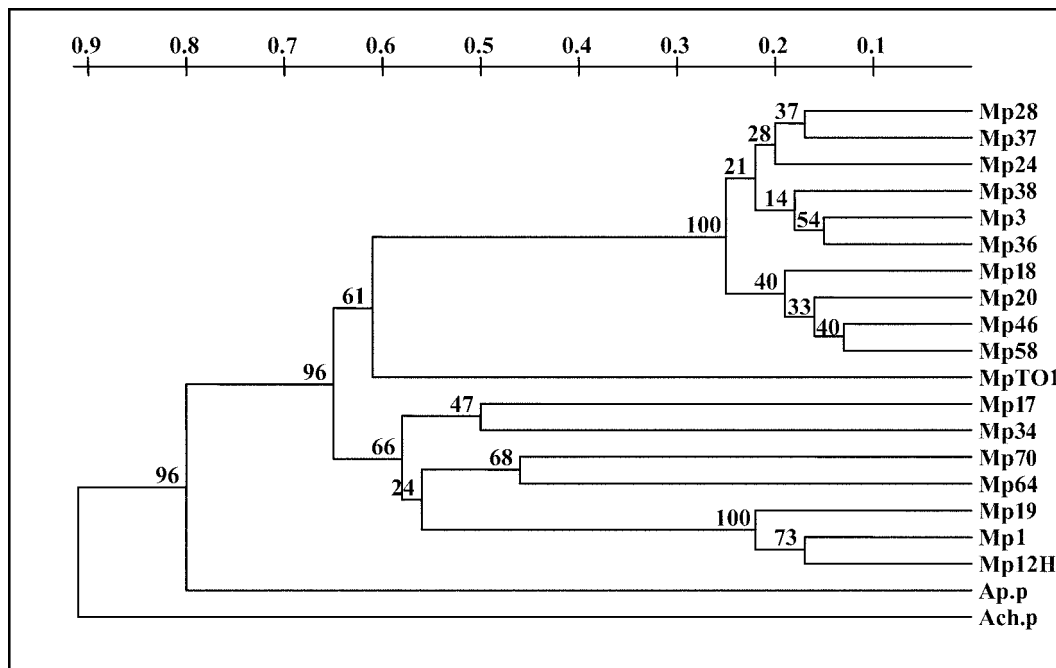 0.9 0.8 0.7 0.6 0.5 0.4 0.3 0.2 0.1
37 Mp28
28 Mp37
21 Mp24
14 Mp38
54 Mp3
100 Mp36
40 Mp18
33 Mp20
61 40 Mp46
Mp58
96 MpTO1
47 Mp17
66 Mp34
68 Mp70
96 24 Mp64
100 Mp19
73 Mp1
Mp12H
Ap.p
Ach.p